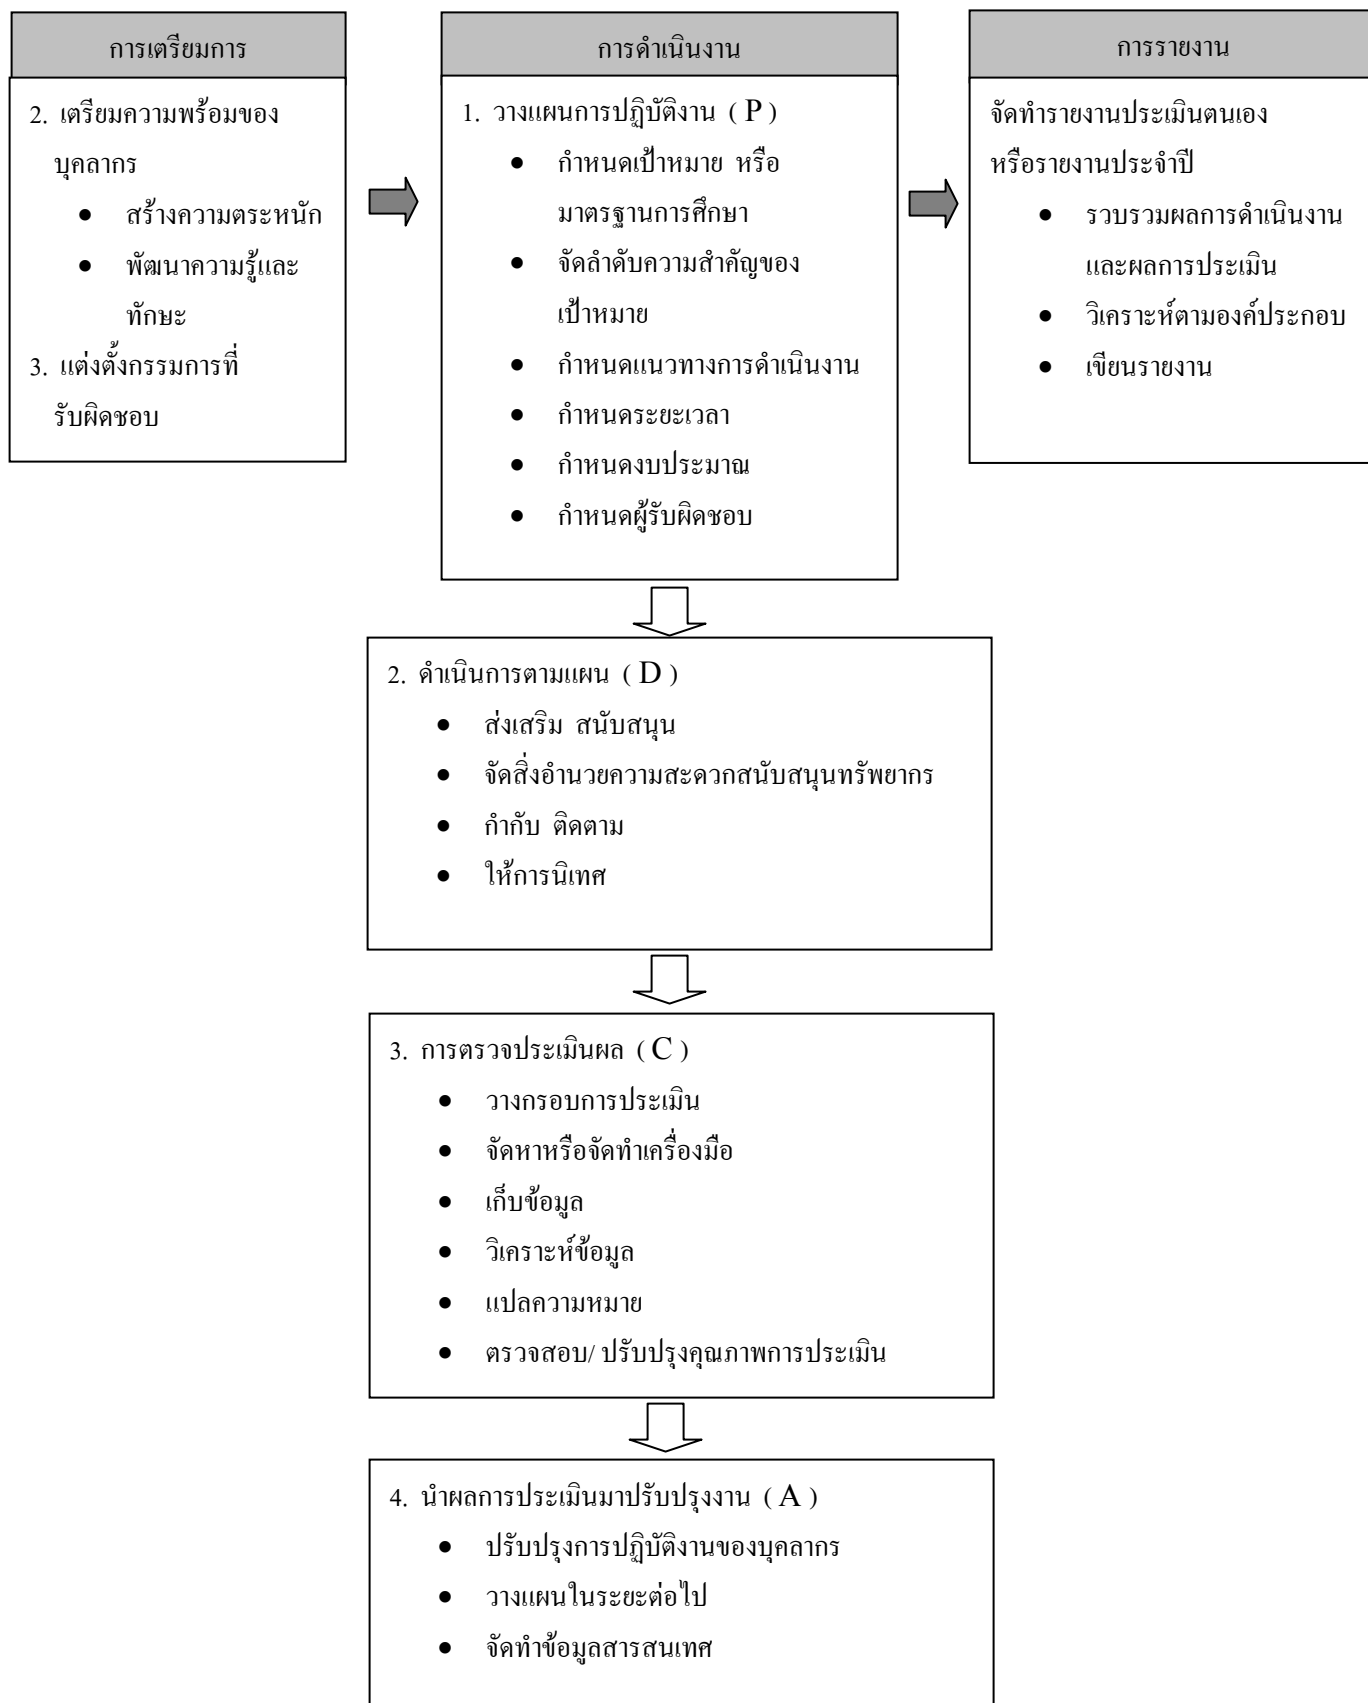 การเตรียมการ
2. เตรียมความพร้อมของ
บุคลากร
• สร้างความตระหนัก
• พัฒนาความรู้และ
ทักษะ
3. แต่งตั้งกรรมการที่
รับผิดชอบ
การดำเนินงาน
1. วางแผนการปฏิบัติงาน ( P )
• กำหนดเป้าหมาย หรือ
มาตรฐานการศึกษา
• จัดลำดับความสำคัญของ
เป้าหมาย
• กำหนดแนวทางการดำเนินงาน
• กำหนดระยะเวลา
• กำหนดงบประมาณ
• กำหนดผู้รับผิดชอบ
การรายงาน
จัดทำรายงานประเมินตนเอง
หรือรายงานประจำปี
• รวบรวมผลการดำเนินงาน
และผลการประเมิน
• วิเคราะห์ตามองค์ประกอบ
• เขียนรายงาน
2. ดำเนินการตามแผน ( D )
• ส่งเสริม สนับสนุน
• จัดสิ่งอำนวยความสะดวกสนับสนุนทรัพยากร
• กำกับ ติดตาม
• ให้การนิเทศ
3. การตรวจประเมินผล ( C )
• วางกรอบการประเมิน
• จัดหาหรือจัดทำเครื่องมือ
• เก็บข้อมูล
• วิเคราะห์ข้อมูล
• แปลความหมาย
• ตรวจสอบ/ ปรับปรุงคุณภาพการประเมิน
4. นำผลการประเมินมาปรับปรุงงาน ( A )
• ปรับปรุงการปฏิบัติงานของบุคลากร
• วางแผนในระยะต่อไป
• จัดทำข้อมูลสารสนเทศ